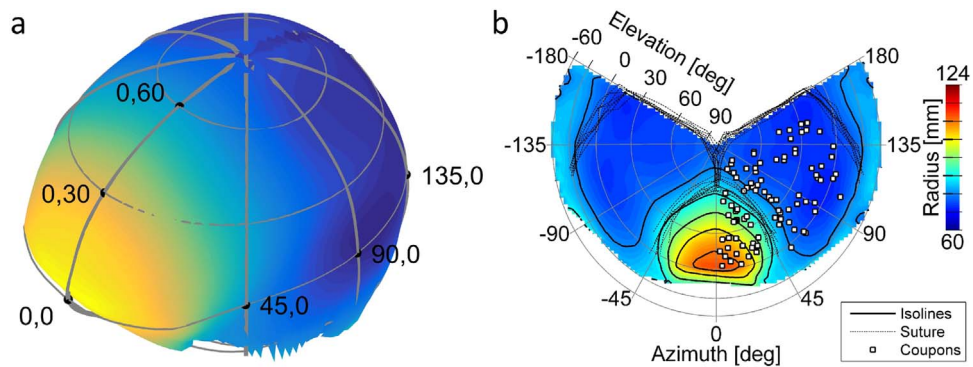 a
0,60
0,30
0,0
45,0
90,0
135,0
b
Elevation [deg]
-60
0
30
60
90
-180
180
-135
135
-90
90
-45
45
0
Azimuth [deg]
124
Radius [mm]
60
Isolines
Suture
Coupons